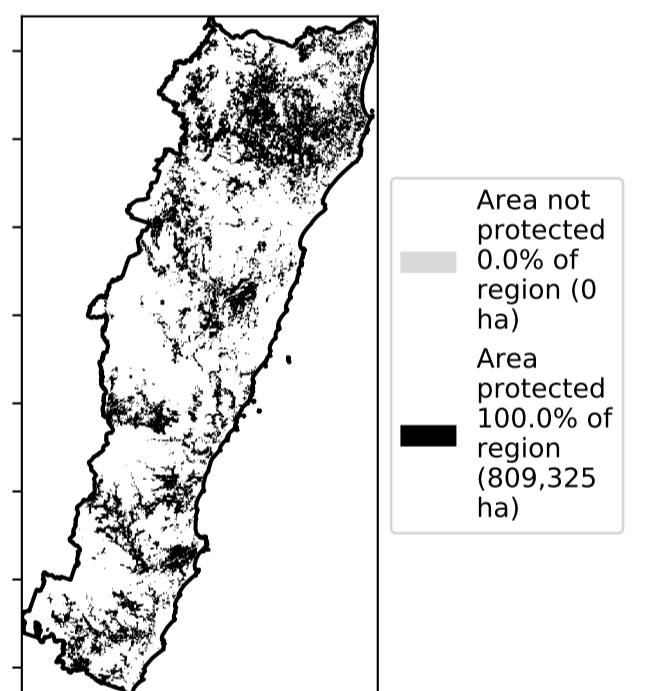 Area not
protected
0.0% of
region (0
ha)
Area
protected
100.0% of
region
(809,325
ha)